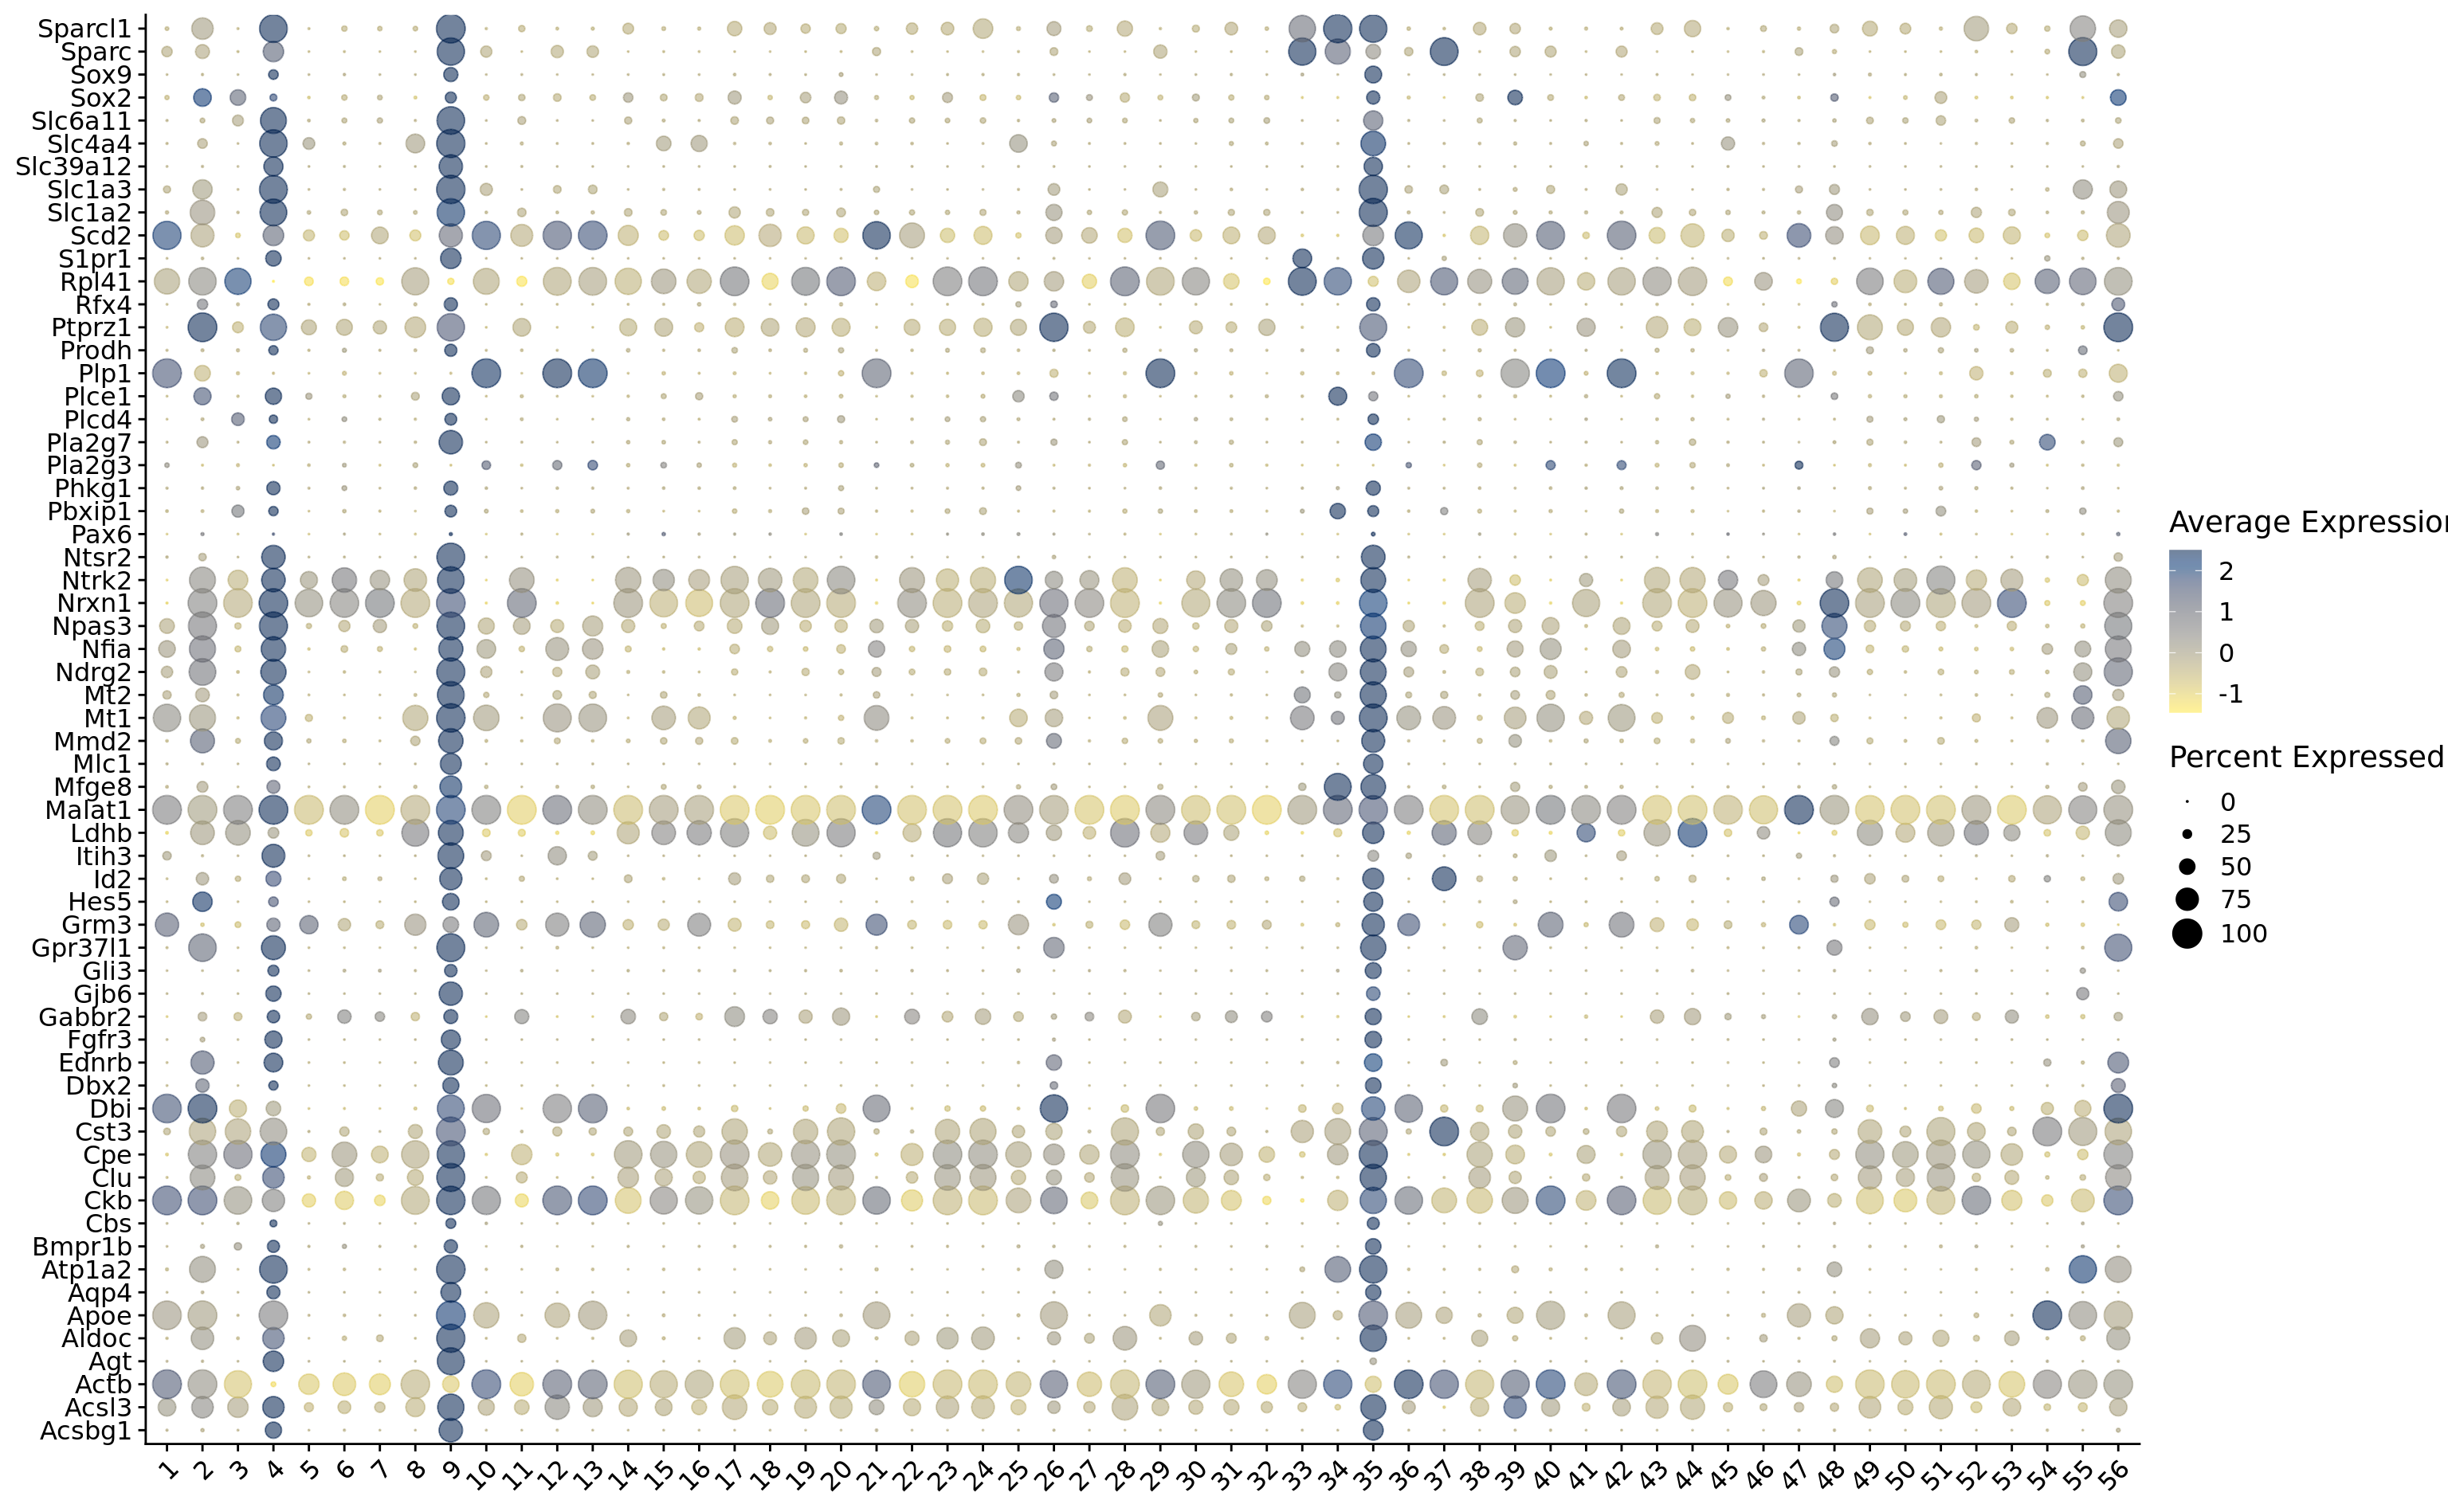 Sparcl1
Sparc
Sox9
Sox2
Slc6a11
Slc4a4
Slc39a12
Slc1a3
Slc1a2
Scd2
S1pr1
Rpl41
Rfx4
Ptprz1
Prodh
Plp1
Plce1
Plcd4
Pla2g7
Pla2g3
Phkg1
Pbxip1
Pax6
Ntsr2
Ntrk2
Nrxn1
Npas3
Nfia
Ndrg2
Mt2
Mt1
Mmd2
Mlc1
Mfge8
Malat1
Ldhb
Itih3
Id2
Hes5
Grm3
Gpr37l1
Gli3
Gjb6
Gabbr2
Fgfr3
Ednrb
Dbx2
Dbi
Cst3
Cpe
Clu
Ckb
Cbs
Bmpr1b
Atp1a2
Aqp4
Apoe
Aldoc
Agt
Actb
Acsl3
Acsbg1
1 2 3 4 5 6 7 8 9 10 11 12 13 14 15 16 17 18 19 20 21 22 23 24 25 26 27 28 29 30 31 32 33 34 35 36 37 38 39 40 41 42 43 44 45 46 47 48 49 50 51 52 53 54 55 56
Average Expression
2
1
0
-1
Percent Expressed
0
25
50
75
100